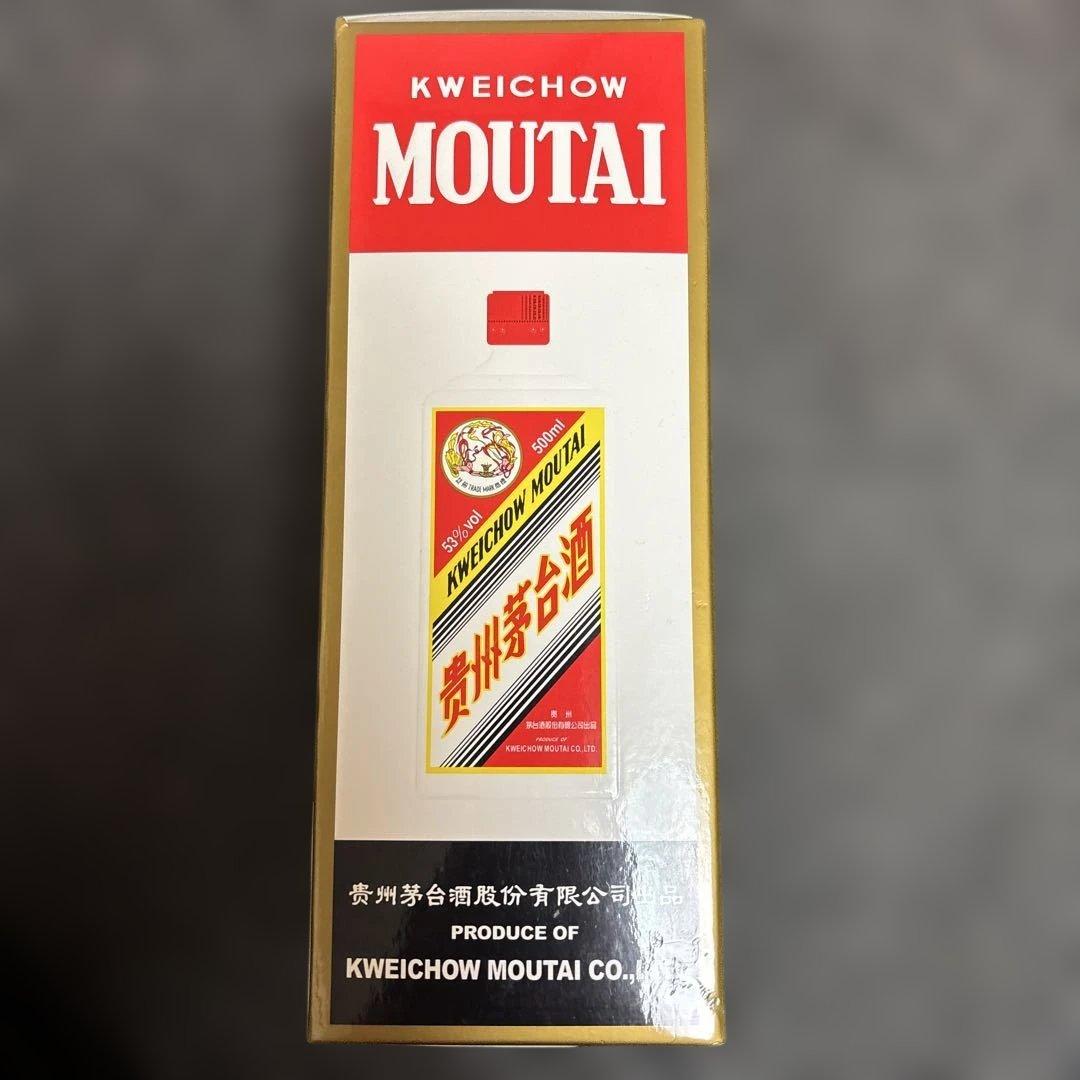 KWEICHOW
MOUTAI
TRADE MARK
500ml
53%vol
KWEICHOW MOUTAI
贵州茅台酒
贵 州
茅台酒股份有限公司出品
PRODUCE OF
KWEICHOW MOUTAI CO.,LTD.
贵州茅台酒股份有限公司出品
PRODUCE OF
KWEICHOW MOUTAI CO.,